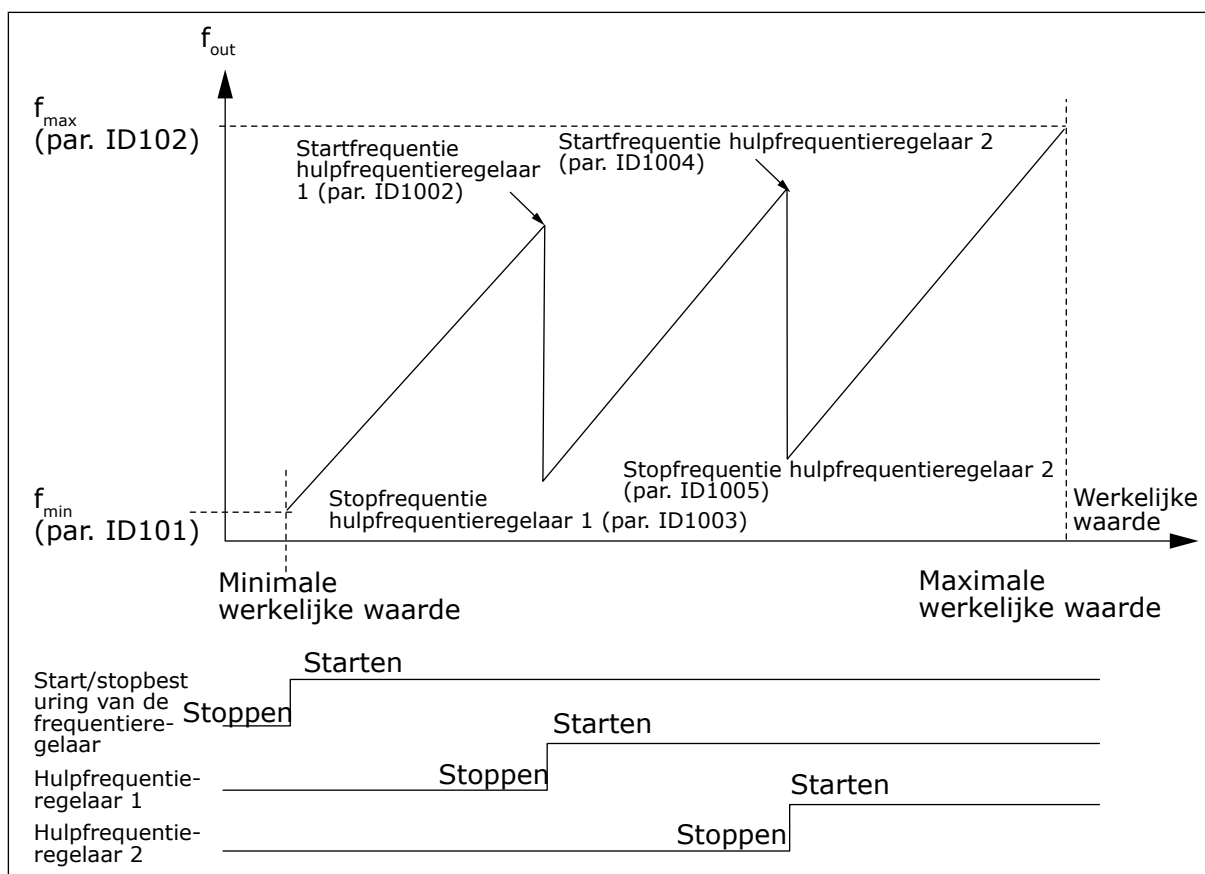 f_out
f_max
(par. ID102)
Startfrequentie
hulpfrequentieregelaar
1 (par. ID1002)
Startfrequentie hulpfrequentieregelaar 2
(par. ID1004)
f_min
(par. ID101)
Stopfrequentie
hulpfrequentieregelaar 1 (par. ID1003)
Stopfrequentie hulpfrequentieregelaar 2
(par. ID1005)
Werkelijke
waarde
Minimale
werkelijke waarde
Maximale
werkelijke waarde
Start/stopbest
uring van de
frequentiere-
gelaar
Stoppen
Starten
Hulpfrequentie-
regelaar 1
Stoppen
Starten
Hulpfrequentie-
regelaar 2
Stoppen
Starten